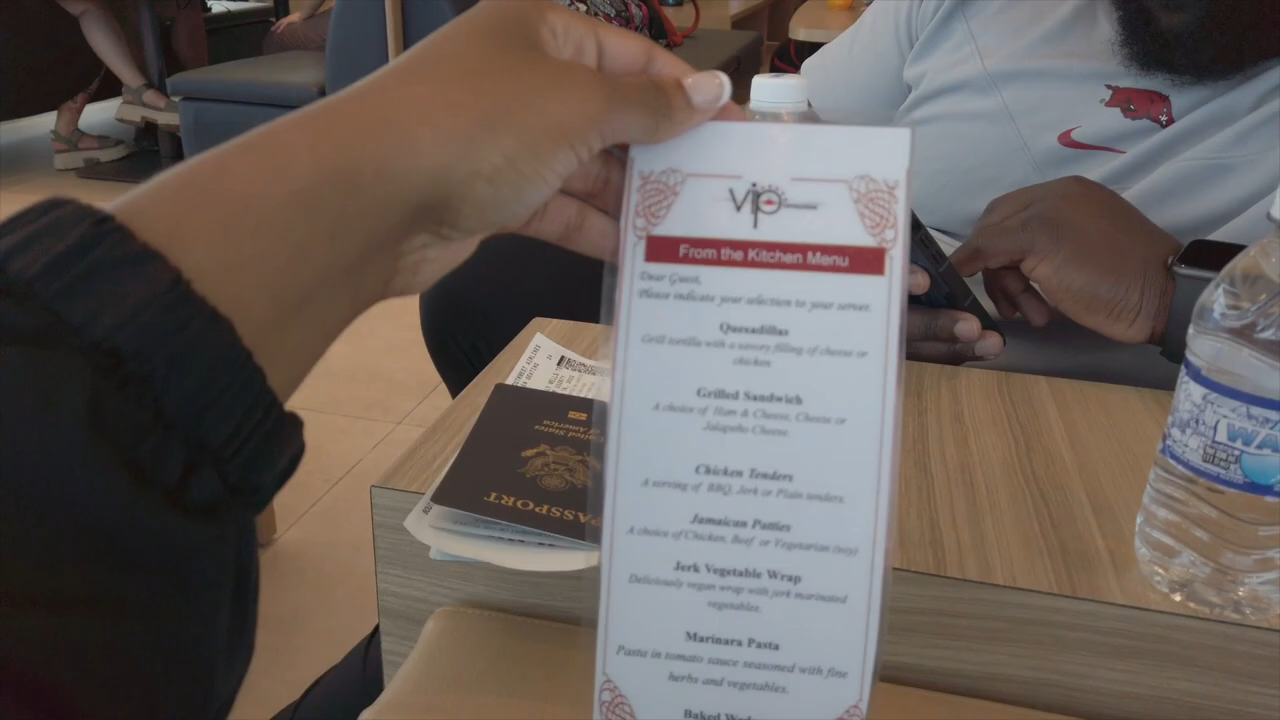 vip
From the Kitchen Menu
Dear Guest,
Please indicate your selection to your server.
Quesadillas
Grill tortilla with a savory filling of cheese or
chicken.
Grilled Sandwich
A choice of Ham & Cheese, Cheese or
Jalapeño Cheese.
Chicken Tenders
A serving of BBQ, Jerk or Plain tenders.
Jamaican Patties
A choice of Chicken, Beef or Vegetarian (soy)
Jerk Vegetable Wrap
Deliciously vegan wrap with jerk marinated
vegetables.
Marinara Pasta
Pasta in tomato sauce seasoned with fine
herbs and vegetables.
Baked
PASSPORT
United States
of America
WA